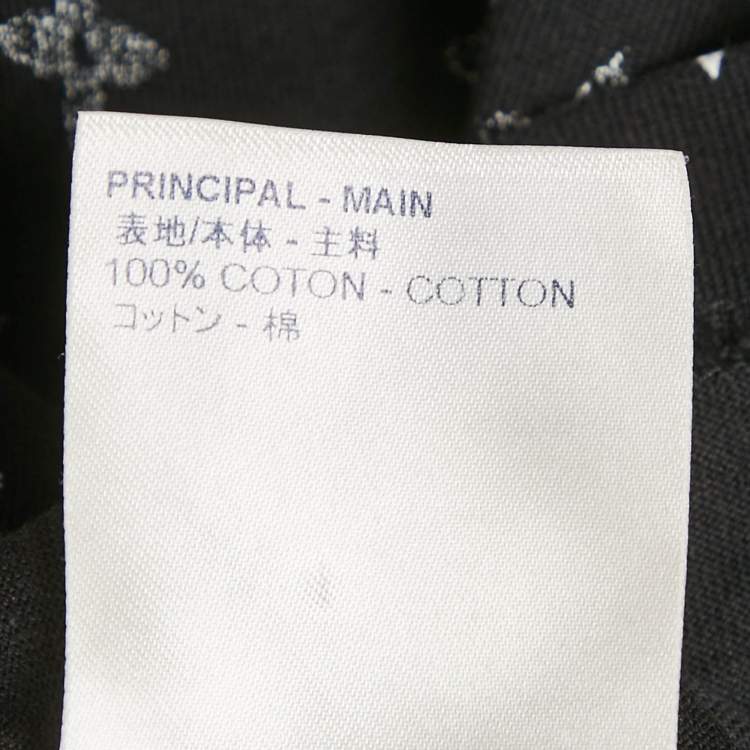 PRINCIPAL - MAIN
表地/本体 - 主料
100% COTON - COTTON
コットン - 棉